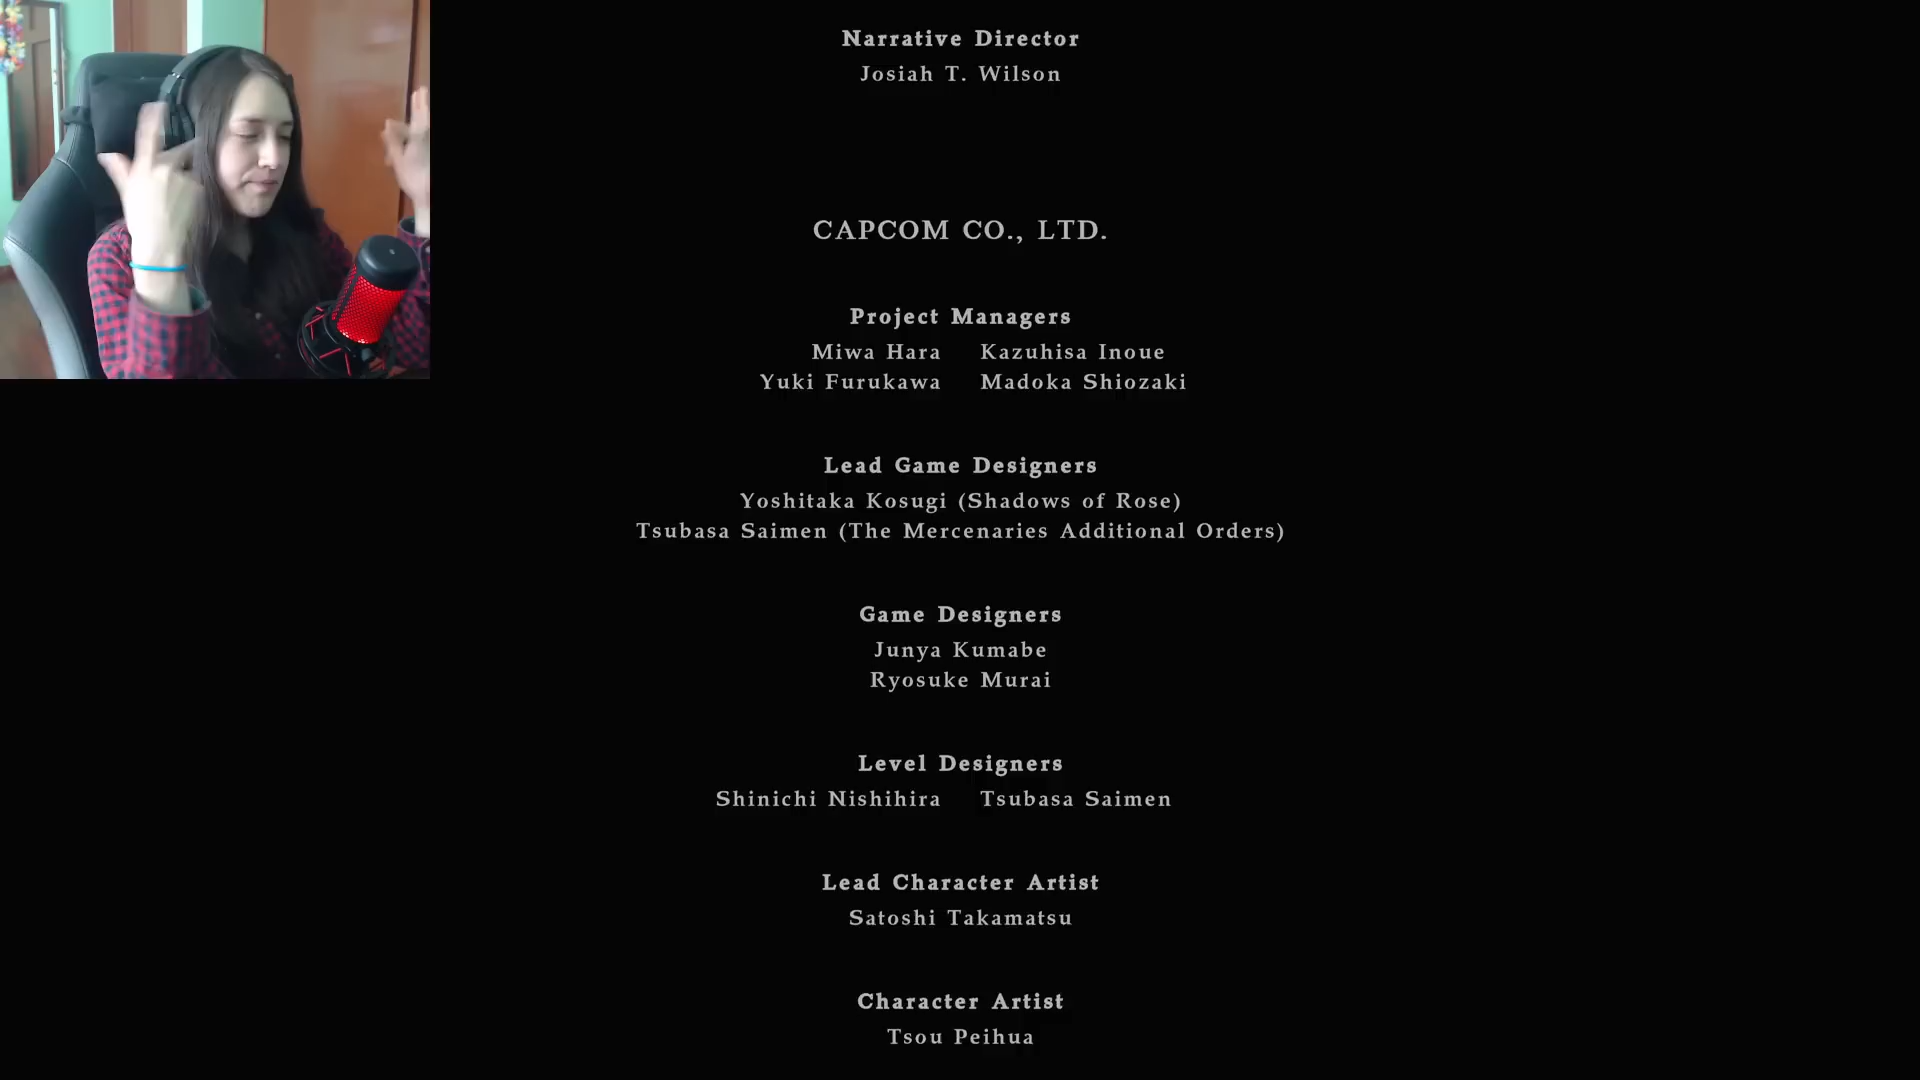 Narrative Director
Josiah T. Wilson
CAPCOM CO., LTD.
Project Managers
Miwa Hara Kazuhisa Inoue
Yuki Furukawa Madoka Shiozaki
Lead Game Designers
Yoshitaka Kosugi (Shadows of Rose)
Tsubasa Saimen (The Mercenaries Additional Orders)
Game Designers
Junya Kumabe
Ryosuke Murai
Level Designers
Shinichi Nishihira Tsubasa Saimen
Lead Character Artist
Satoshi Takamatsu
Character Artist
Tsou Peihua